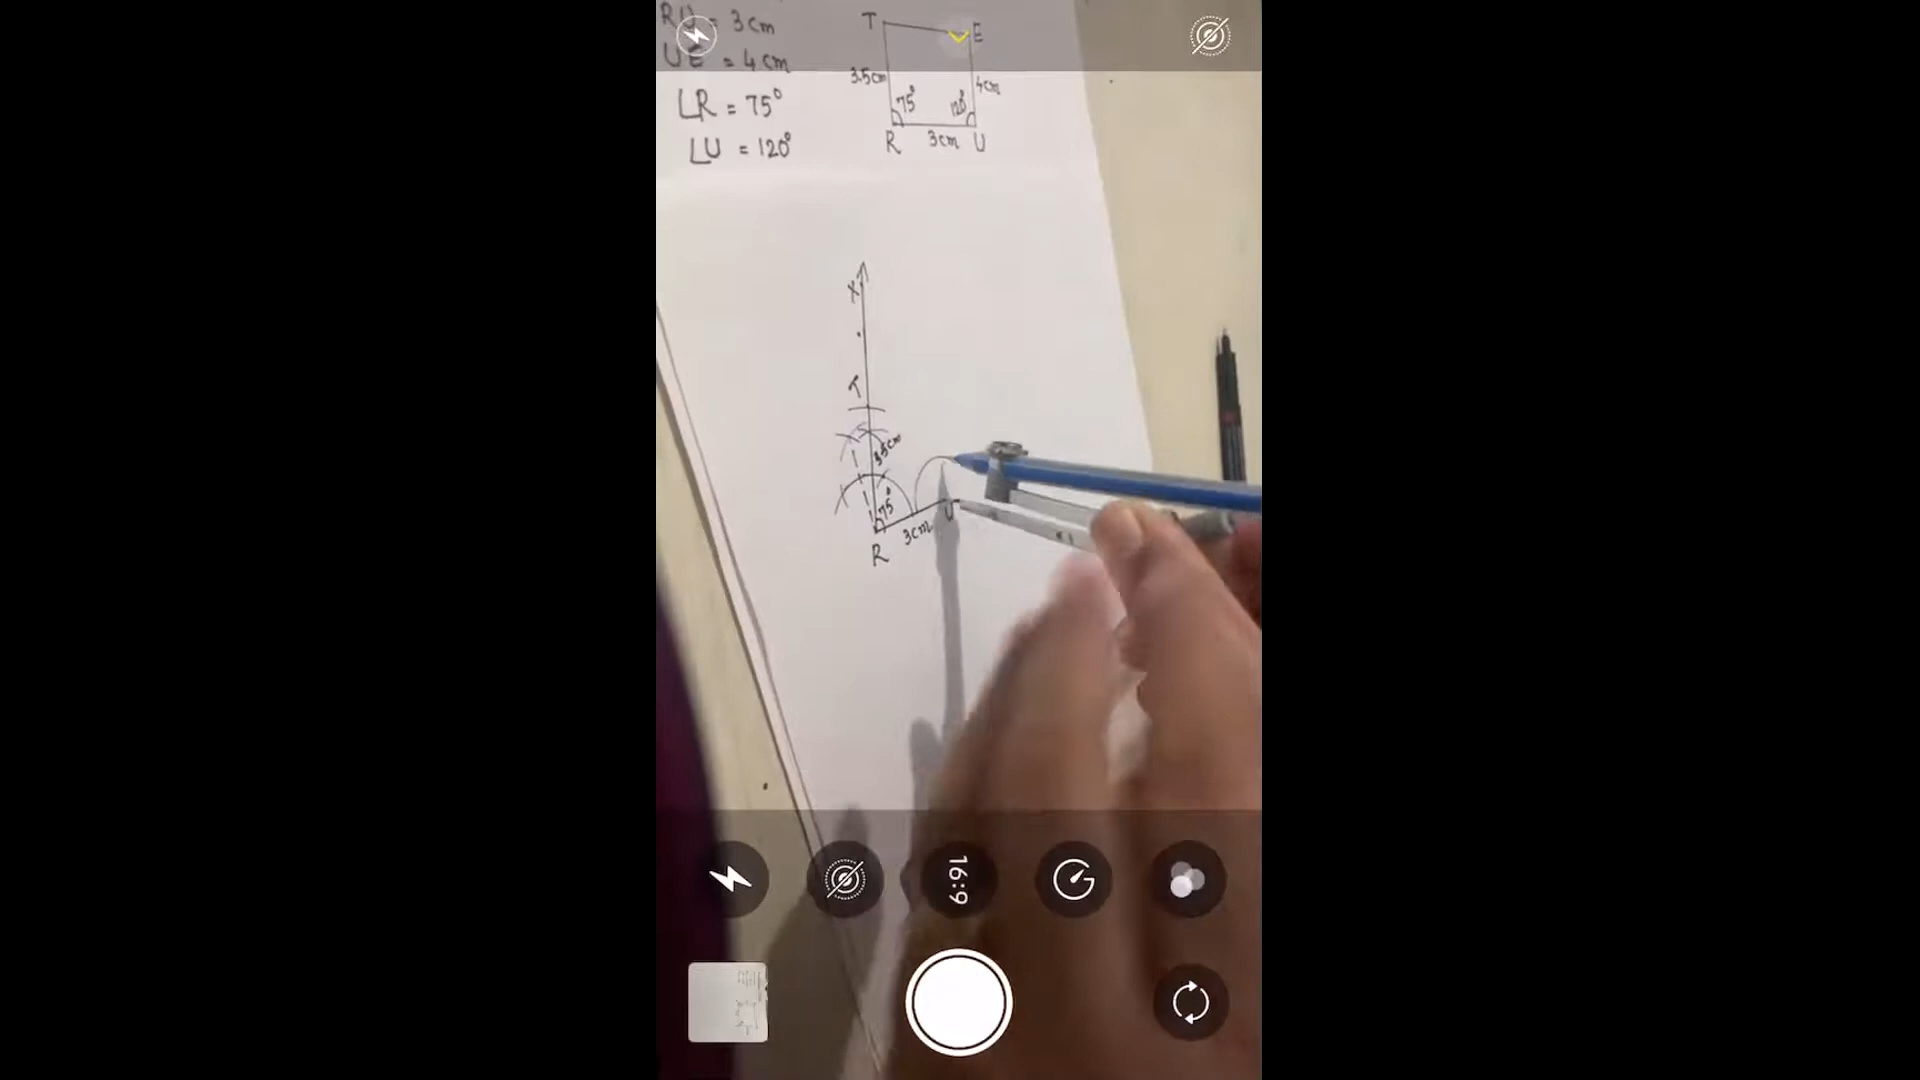 RU = 3cm
UE = 4cm
∠R = 75°
∠U = 120°
T E
3.5cm 4cm
75° 120°
R 3cm U
X
T
3.5cm
75°
3cm U
R
16:9